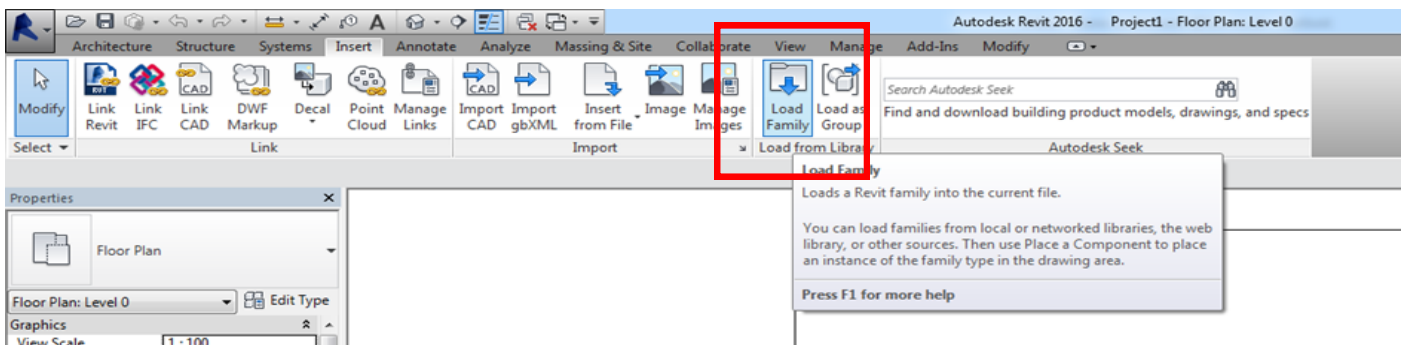 Autodesk Revit 2016 - Project1 - Floor Plan: Level 0
Architecture Structure Systems Insert Annotate Analyze Massing & Site Collaborate View Manage Add-Ins Modify
Modify Link Revit Link IFC Link CAD DWF Markup Decal Point Cloud Manage Links Import CAD Import gbXML Insert from File Image Manage Images Load Family Load as Group
Search Autodesk Seek
Find and download building product models, drawings, and specs
Select Link Import Load from Library Autodesk Seek
Load Family
Loads a Revit family into the current file.
You can load families from local or networked libraries, the web
library, or other sources. Then use Place a Component to place
an instance of the family type in the drawing area.
Press F1 for more help
Properties
Floor Plan
Floor Plan: Level 0 Edit Type
Graphics
View Scale 1 : 100